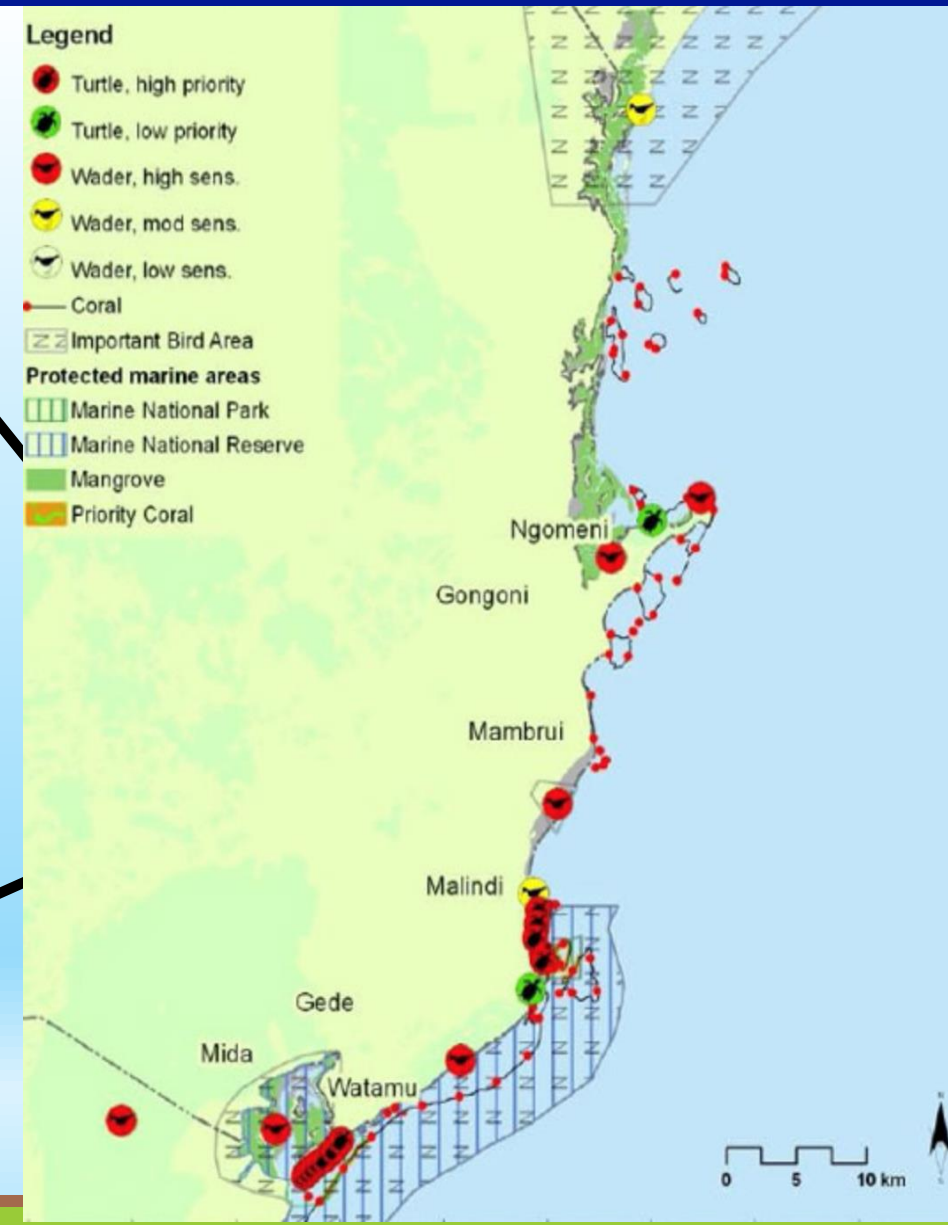 Legend
Turtle, high priority
Turtle, low priority
Wader, high sens.
Wader, mod sens.
Wader, low sens.
Coral
Important Bird Area
Protected marine areas
Marine National Park
Marine National Reserve
Mangrove
Priority Coral
Ngomeni
Gongoni
Mambrui
Malindi
Gede
Mida
Watamu
0 5 10 km